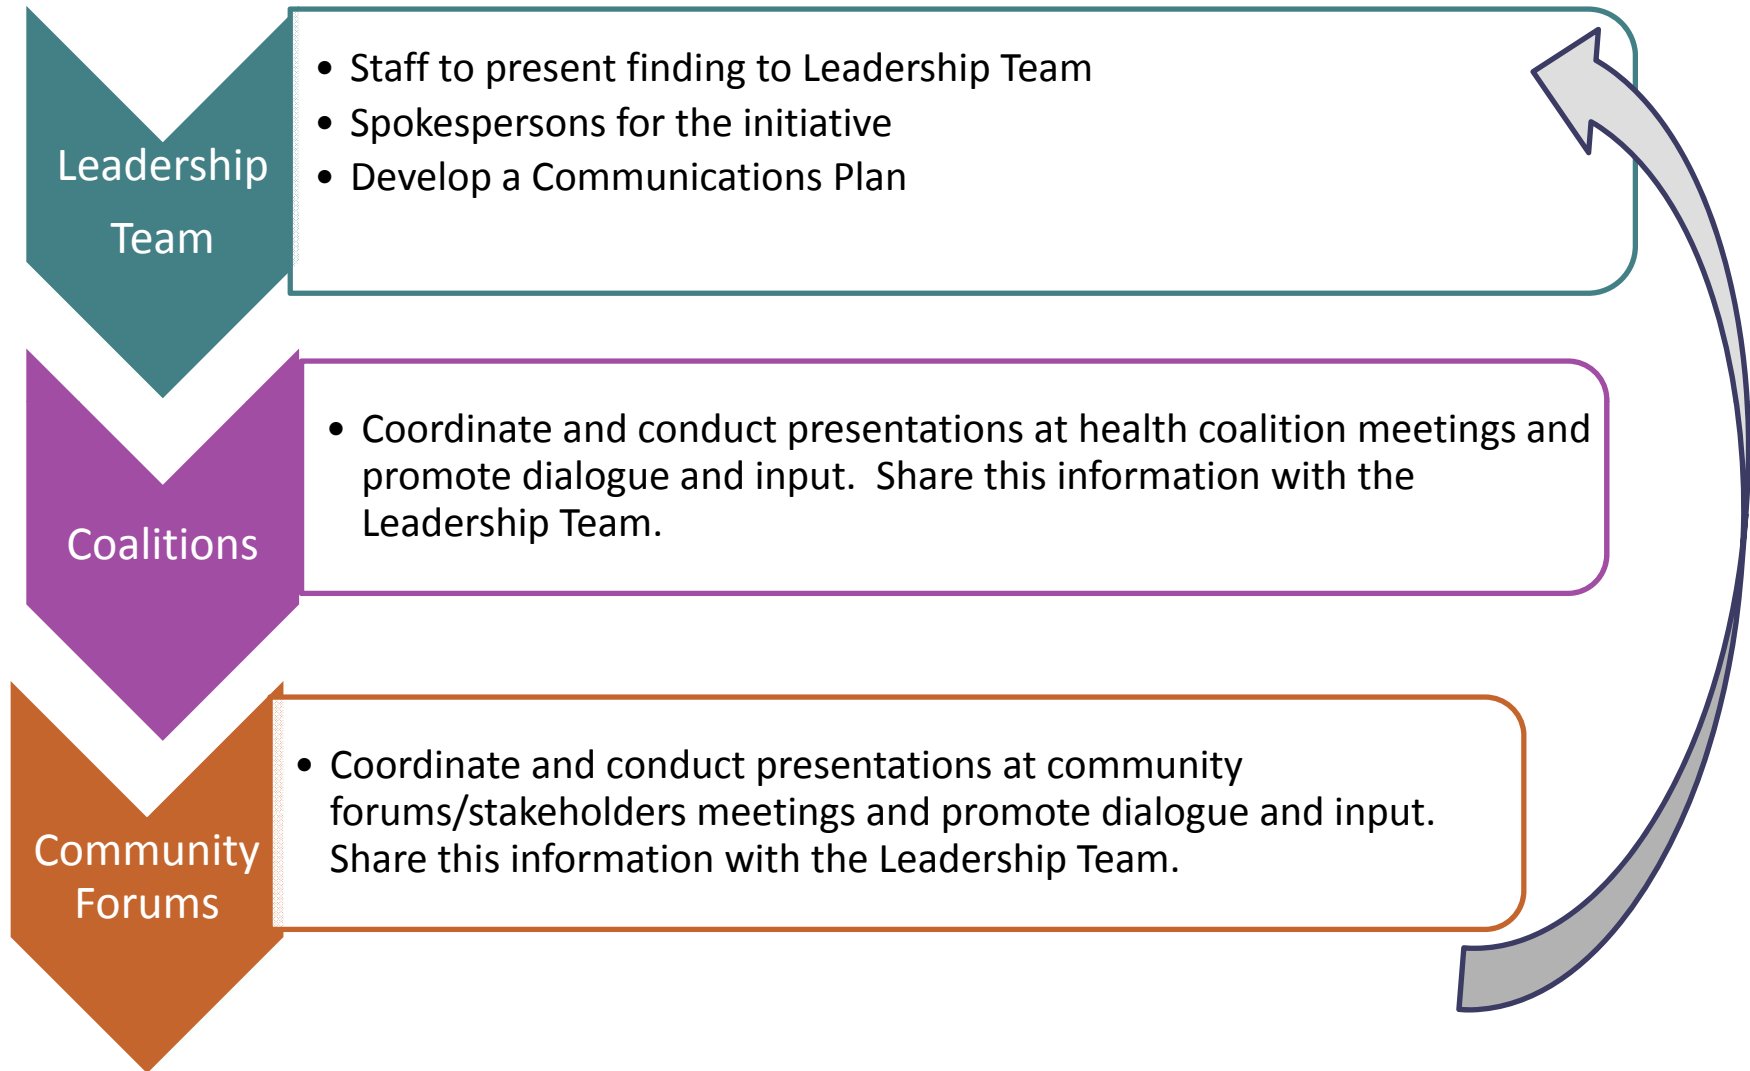 Leadership
Team
• Staff to present finding to Leadership Team
• Spokespersons for the initiative
• Develop a Communications Plan
Coalitions
• Coordinate and conduct presentations at health coalition meetings and
promote dialogue and input.  Share this information with the
Leadership Team.
Community
Forums
• Coordinate and conduct presentations at community
forums/stakeholders meetings and promote dialogue and input.
Share this information with the Leadership Team.